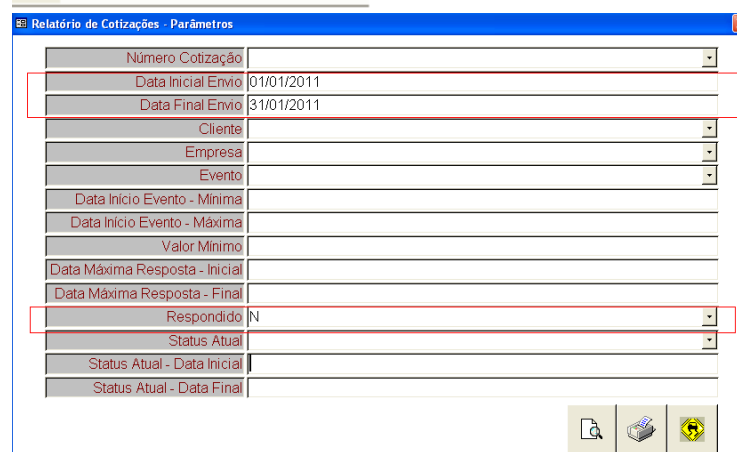 Relatório de Cotizações - Parâmetros
Número Cotização
Data Inicial Envio 01/01/2011
Data Final Envio 31/01/2011
Cliente
Empresa
Evento
Data Início Evento - Mínima
Data Início Evento - Máxima
Valor Mínimo
Data Máxima Resposta - Inicial
Data Máxima Resposta - Final
Respondido N
Status Atual
Status Atual - Data Inicial
Status Atual - Data Final